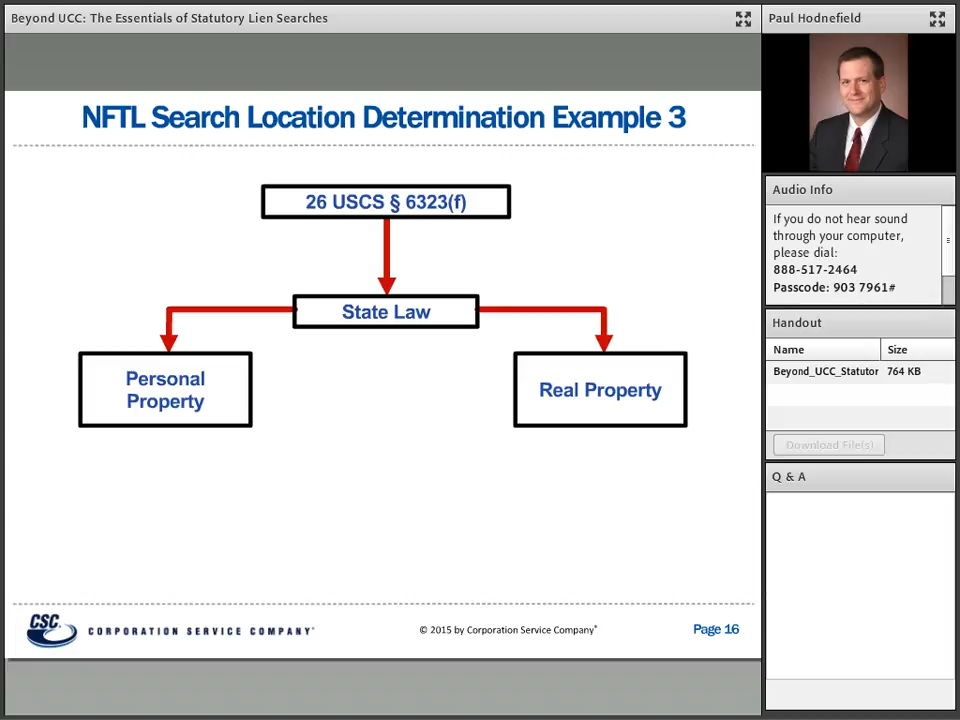 Beyond UCC: The Essentials of Statutory Lien Searches
Paul Hodnefield
NFTL Search Location Determination Example 3
26 USCS § 6323(f)
State Law
Personal
Property
Real Property
CSC.
CORPORATION SERVICE COMPANY®
© 2015 by Corporation Service Company®
Page 16
Audio Info
If you do not hear sound
through your computer,
please dial:
888-517-2464
Passcode: 903 7961#
Handout
Name Size
Beyond_UCC_Statutor 764 KB
Download File(s)
Q & A